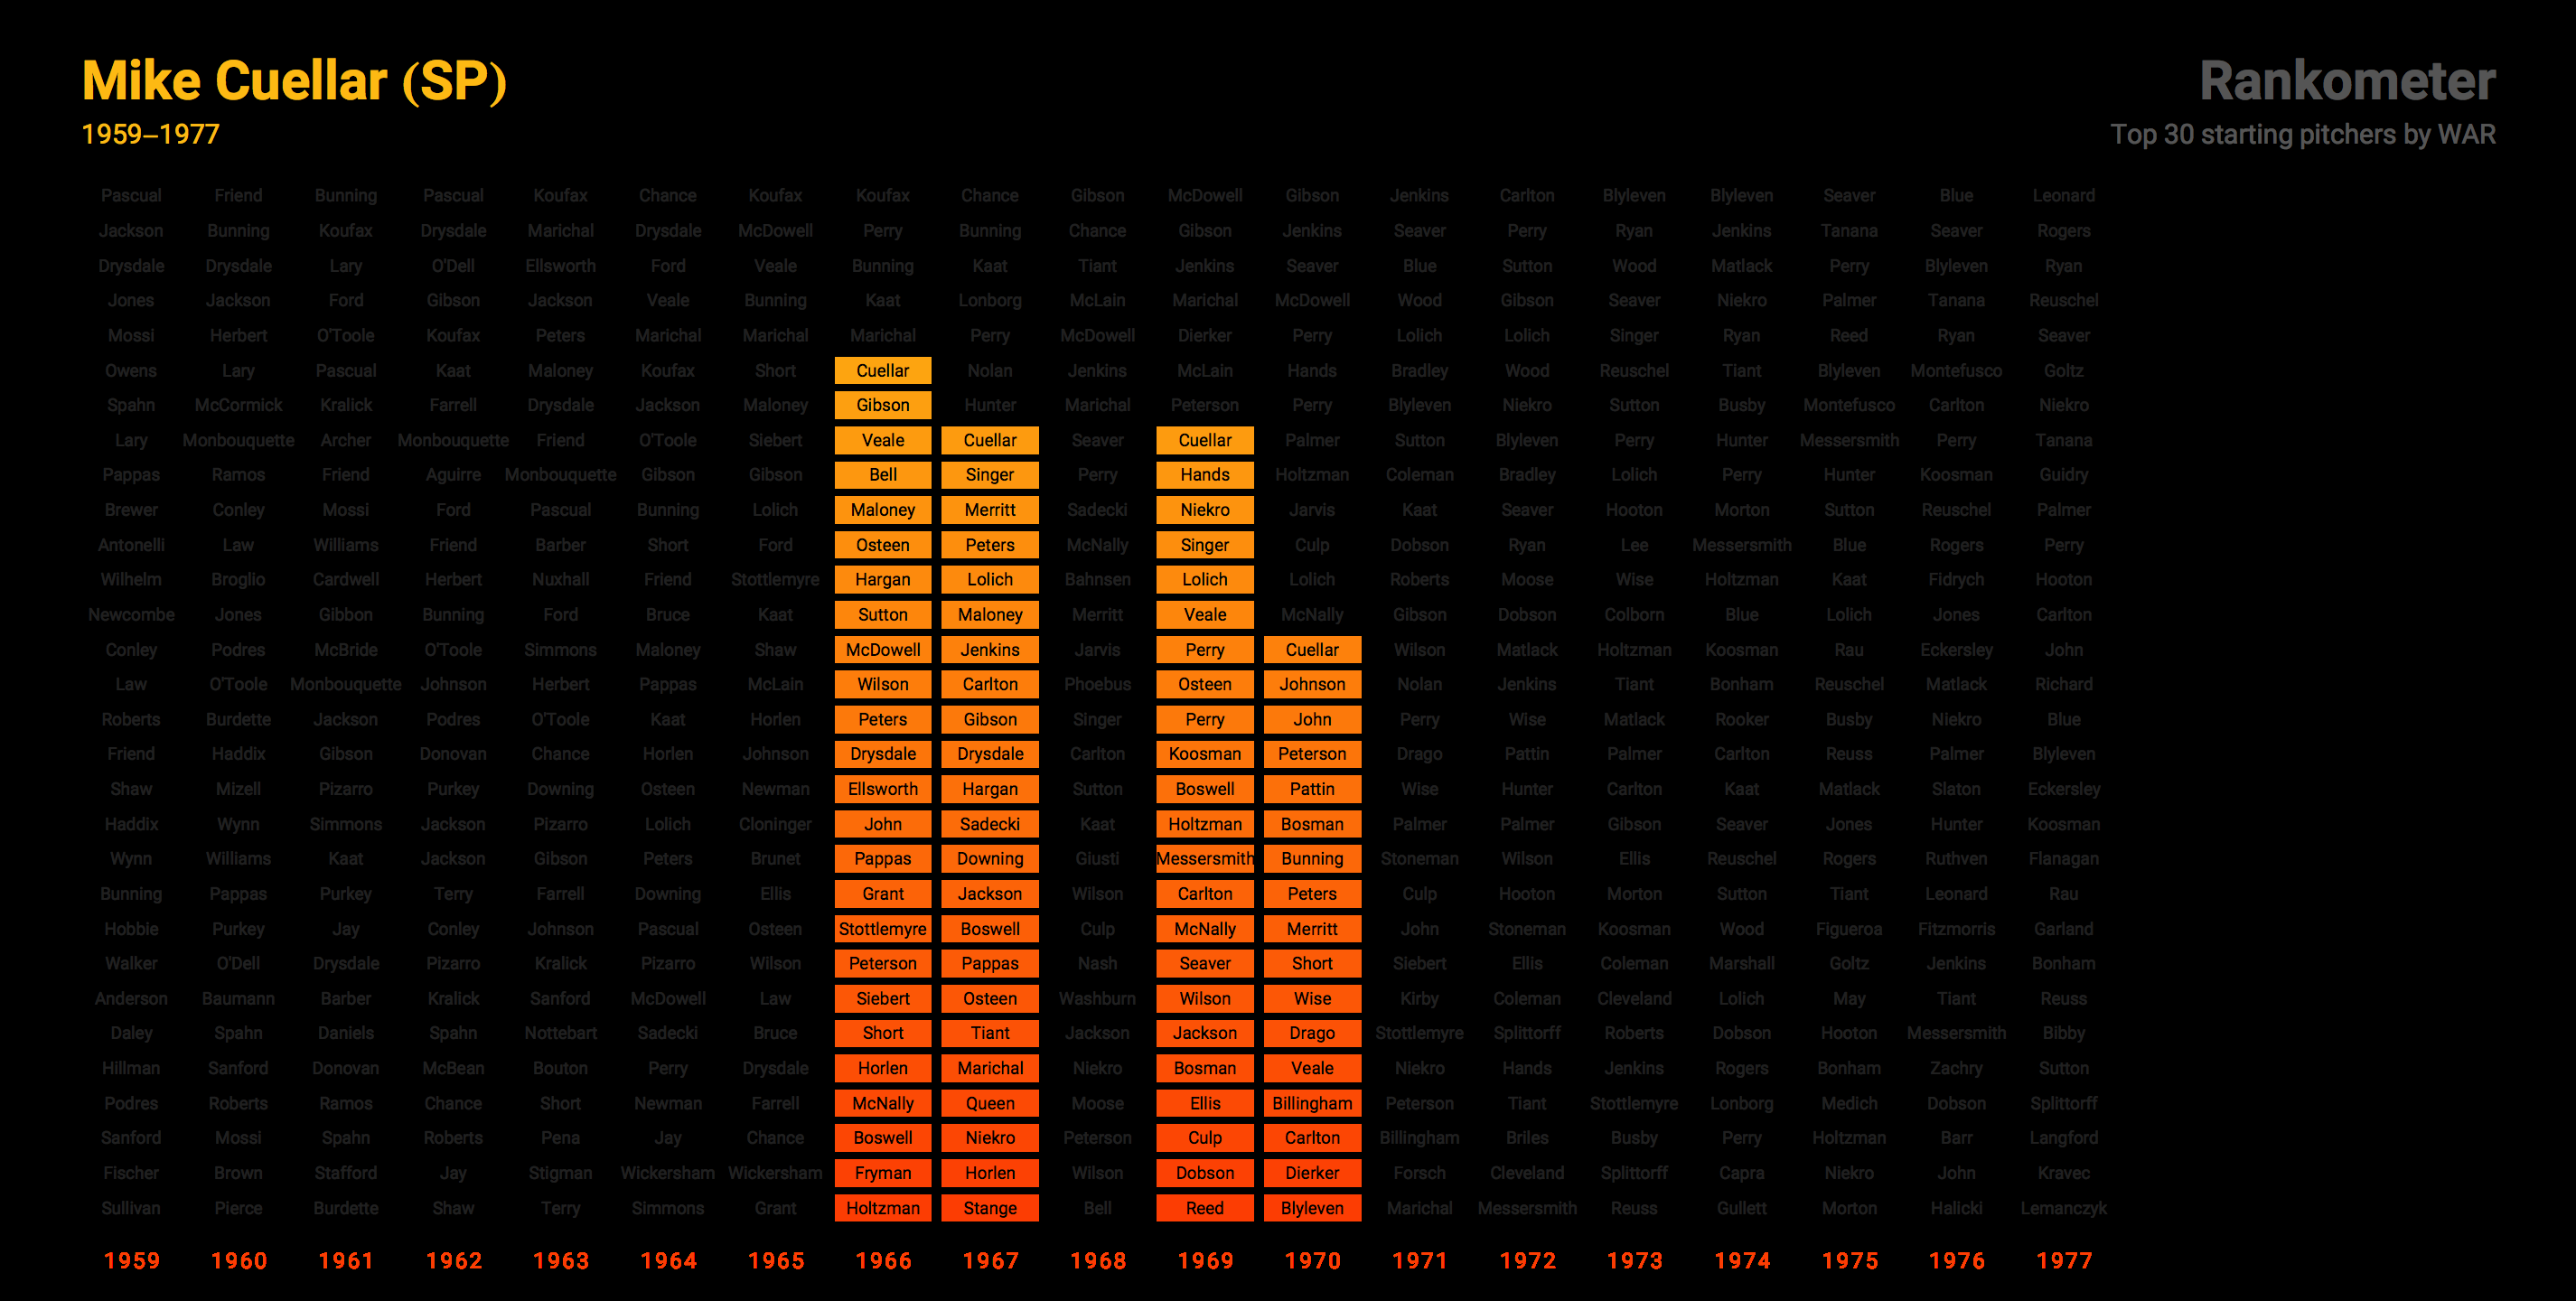 Mike Cuellar (SP)
Rankometer
1959–1977
Top 30 starting pitchers by WAR
Pascual Friend Bunning Pascual Koufax Chance Koufax Koufax Chance Gibson McDowell Gibson Jenkins Carlton Blyleven Blyleven Seaver Blue Leonard
Jackson Bunning Koufax Drysdale Marichal Drysdale McDowell Perry Bunning Chance Gibson Jenkins Seaver Perry Ryan Jenkins Tanana Seaver Rogers
Drysdale Drysdale Lary O'Dell Ellsworth Ford Veale Bunning Kaat Tiant Jenkins Seaver Blue Sutton Wood Matlack Perry Blyleven Ryan
Jones Jackson Ford Gibson Jackson Veale Bunning Kaat Lonborg McLain Marichal McDowell Wood Gibson Seaver Niekro Palmer Tanana Reuschel
Mossi Herbert O'Toole Koufax Peters Marichal Marichal Marichal Perry McDowell Dierker Perry Lolich Lolich Singer Ryan Reed Ryan Seaver
Owens Lary Pascual Kaat Maloney Koufax Short Cuellar Nolan Jenkins McLain Hands Bradley Wood Reuschel Tiant Blyleven Montefusco Goltz
Spahn McCormick Kralick Farrell Drysdale Jackson Maloney Gibson Hunter Marichal Peterson Perry Blyleven Niekro Sutton Busby Montefusco Carlton Niekro
Lary Monbouquette Archer Monbouquette Friend O'Toole Siebert Veale Cuellar Seaver Cuellar Palmer Sutton Blyleven Perry Hunter Messersmith Perry Tanana
Pappas Ramos Friend Aguirre Monbouquette Gibson Gibson Bell Singer Perry Hands Holtzman Coleman Bradley Lolich Perry Hunter Koosman Guidry
Brewer Conley Mossi Ford Pascual Bunning Lolich Maloney Merritt Sadecki Niekro Jarvis Kaat Seaver Hooton Morton Sutton Reuschel Palmer
Antonelli Law Williams Friend Barber Short Ford Osteen Peters McNally Singer Culp Dobson Ryan Lee Messersmith Blue Rogers Perry
Wilhelm Broglio Cardwell Herbert Nuxhall Friend Stottlemyre Hargan Lolich Bahnsen Lolich Lolich Roberts Moose Wise Holtzman Kaat Fidrych Hooton
Newcombe Jones Gibbon Bunning Ford Bruce Kaat Sutton Maloney Merritt Veale McNally Gibson Dobson Colborn Blue Lolich Jones Carlton
Conley Podres McBride O'Toole Simmons Maloney Shaw McDowell Jenkins Jarvis Perry Cuellar Wilson Matlack Holtzman Koosman Rau Eckersley John
Law O'Toole Monbouquette Johnson Herbert Pappas McLain Wilson Carlton Phoebus Osteen Johnson Nolan Jenkins Tiant Bonham Reuschel Matlack Richard
Roberts Burdette Jackson Podres O'Toole Kaat Horlen Peters Gibson Singer Perry John Perry Wise Matlack Rooker Busby Niekro Blue
Friend Haddix Gibson Donovan Chance Horlen Johnson Drysdale Drysdale Carlton Koosman Peterson Drago Pattin Palmer Carlton Reuss Palmer Blyleven
Shaw Mizell Pizarro Purkey Downing Osteen Newman Ellsworth Hargan Sutton Boswell Pattin Wise Hunter Carlton Kaat Matlack Slaton Eckersley
Haddix Wynn Simmons Jackson Pizarro Lolich Cloninger John Sadecki Kaat Holtzman Bosman Palmer Palmer Gibson Seaver Jones Hunter Koosman
Wynn Williams Kaat Jackson Gibson Peters Brunet Pappas Downing Giusti Messersmith Bunning Stoneman Wilson Ellis Reuschel Rogers Ruthven Flanagan
Bunning Pappas Purkey Terry Farrell Downing Ellis Grant Jackson Wilson Carlton Peters Culp Hooton Morton Sutton Tiant Leonard Rau
Hobbie Purkey Jay Conley Johnson Pascual Osteen Stottlemyre Boswell Culp McNally Merritt John Stoneman Koosman Wood Figueroa Fitzmorris Garland
Walker O'Dell Drysdale Pizarro Kralick Pizarro Wilson Peterson Pappas Nash Seaver Short Siebert Ellis Coleman Marshall Goltz Jenkins Bonham
Anderson Baumann Barber Kralick Sanford McDowell Law Siebert Osteen Washburn Wilson Wise Kirby Coleman Cleveland Lolich May Tiant Reuss
Daley Spahn Daniels Spahn Nottebart Sadecki Bruce Short Tiant Jackson Jackson Drago Stottlemyre Splittorff Roberts Dobson Hooton Messersmith Bibby
Hillman Sanford Donovan McBean Bouton Perry Drysdale Horlen Marichal Niekro Bosman Veale Niekro Hands Jenkins Rogers Bonham Zachry Sutton
Podres Roberts Ramos Chance Short Newman Farrell McNally Queen Moose Ellis Billingham Peterson Tiant Stottlemyre Lonborg Medich Dobson Splittorff
Sanford Mossi Spahn Roberts Pena Jay Chance Boswell Niekro Peterson Culp Carlton Billingham Briles Busby Perry Holtzman Barr Langford
Fischer Brown Stafford Jay Stigman Wickersham Wickersham Fryman Horlen Wilson Dobson Dierker Forsch Cleveland Splittorff Capra Niekro John Kravec
Sullivan Pierce Burdette Shaw Terry Simmons Grant Holtzman Stange Bell Reed Blyleven Marichal Messersmith Reuss Gullett Morton Halicki Lemanczyk
1959 1960 1961 1962 1963 1964 1965 1966 1967 1968 1969 1970 1971 1972 1973 1974 1975 1976 1977